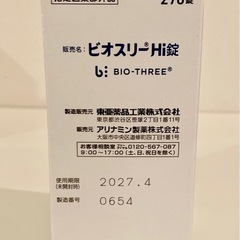 270錠
販売名: ビオスリー®Hi錠
BIO-THREE®
製造販売元 東亜薬品工業株式会社
東京都渋谷区笹塚2丁目1番11号
販売元 アリナミン製薬株式会社
大阪市中央区道修町四丁目1番1号
お客様相談室 0120-567-087
9:00~17:00(土、日、祝日を除く)
使用期限
(未開封時) 2027.4
製造番号 0654